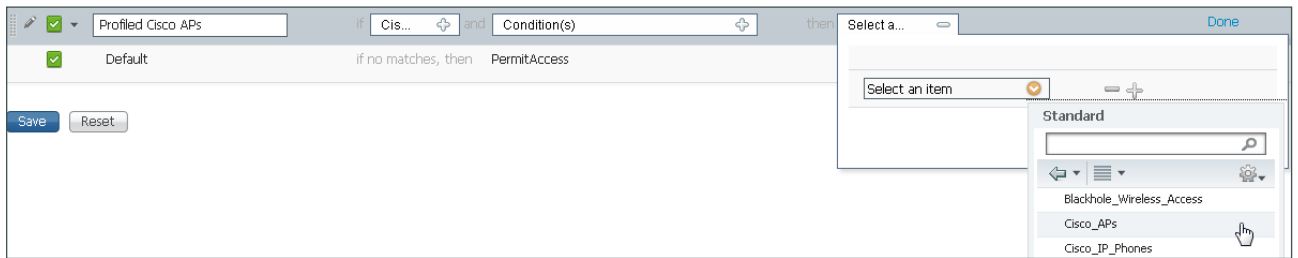 Profiled Cisco APs if Cis... and Condition(s) then Select a... Done
Default if no matches, then PermitAccess
Select an item
Save Reset
Standard
Blackhole_Wireless_Access
Cisco_APs
Cisco_IP_Phones